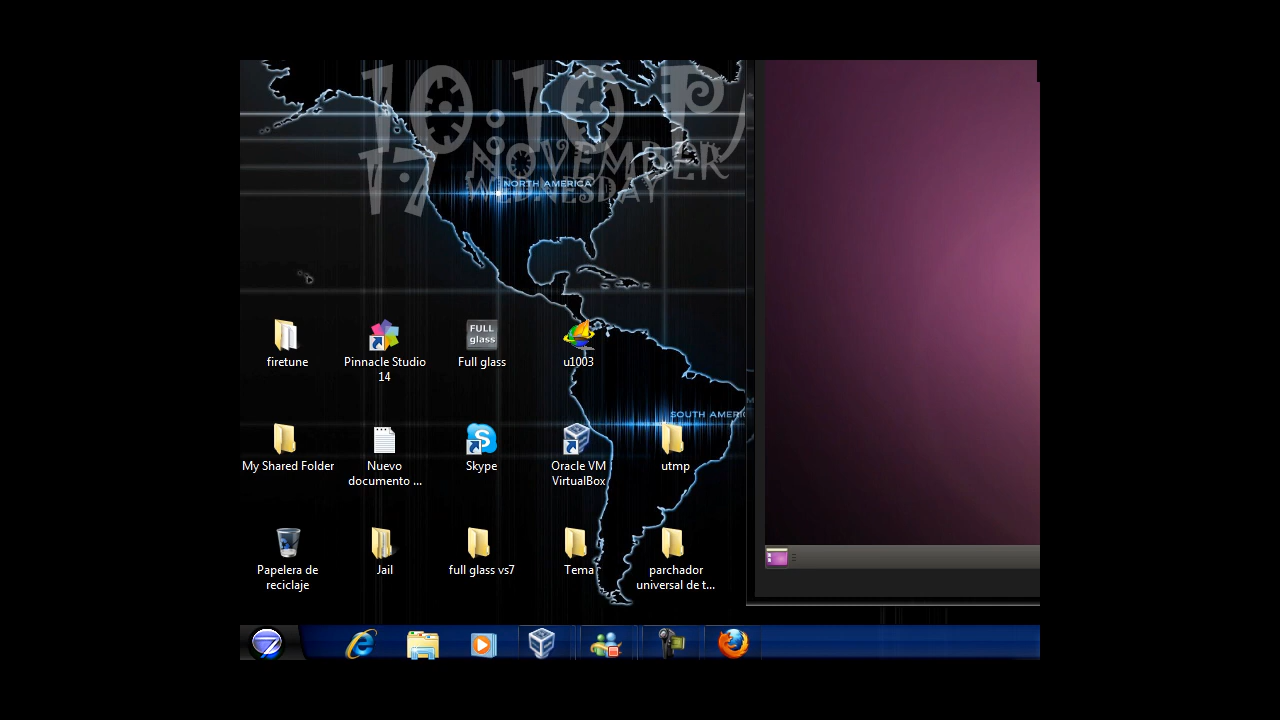 10:10 P
17 NOVEMBER
WEDNESDAY
NORTH AMERICA
firetune
Pinnacle Studio
14
FULL
glass
Full glass
u1003
SOUTH AMERIC
My Shared Folder
Nuevo
documento ...
S
Skype
Oracle VM
VirtualBox
utmp
Papelera de
reciclaje
Jail
full glass vs7
Tema
parchador
universal de t...
7